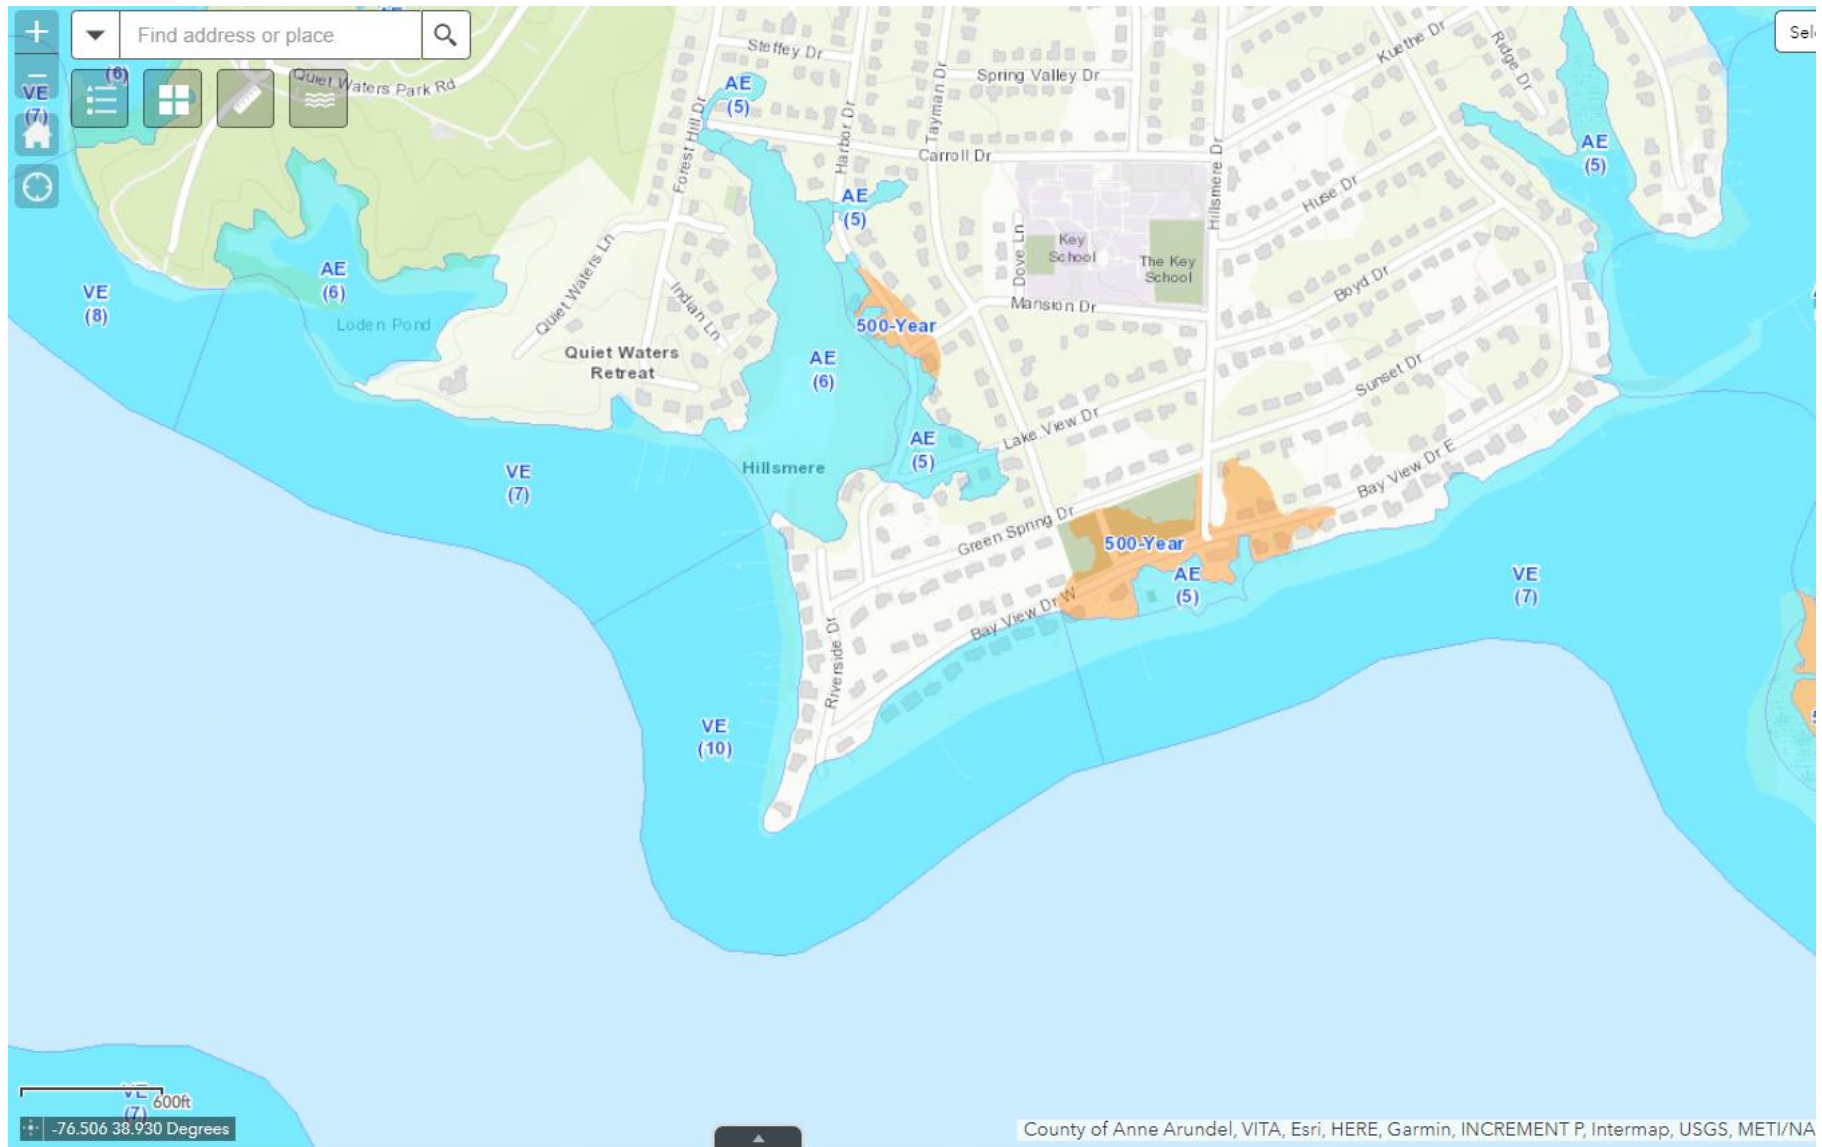 Find address or place
Sel
Steffey Dr
Kuethe Dr
Ridge Dr
(6)
Quiet Waters Park Rd
AE
(5)
Spring Valley Dr
VE
(7)
Forest Hill Dr
Harbor Dr
Tayman Dr
Carroll Dr
Hillsmere Dr
AE
(5)
AE
(5)
Huse Dr
Key
School
The Key
School
Dove Ln
Quiet Waters Ln
AE
(6)
Boyd Dr
VE
(8)
Indian Ln
Mansion Dr
Loden Pond
500-Year
Quiet Waters
Retreat
AE
(6)
Sunset Dr
Lake View Dr
AE
(5)
Hillsmere
VE
(7)
Bay View Dr E
Green Spring Dr
500-Year
AE
(5)
VE
(7)
Bay View Dr W
Riverside Dr
VE
(10)
VE
(7)
600ft
-76.506 38.930 Degrees
County of Anne Arundel, VITA, Esri, HERE, Garmin, INCREMENT P, Intermap, USGS, METI/NA